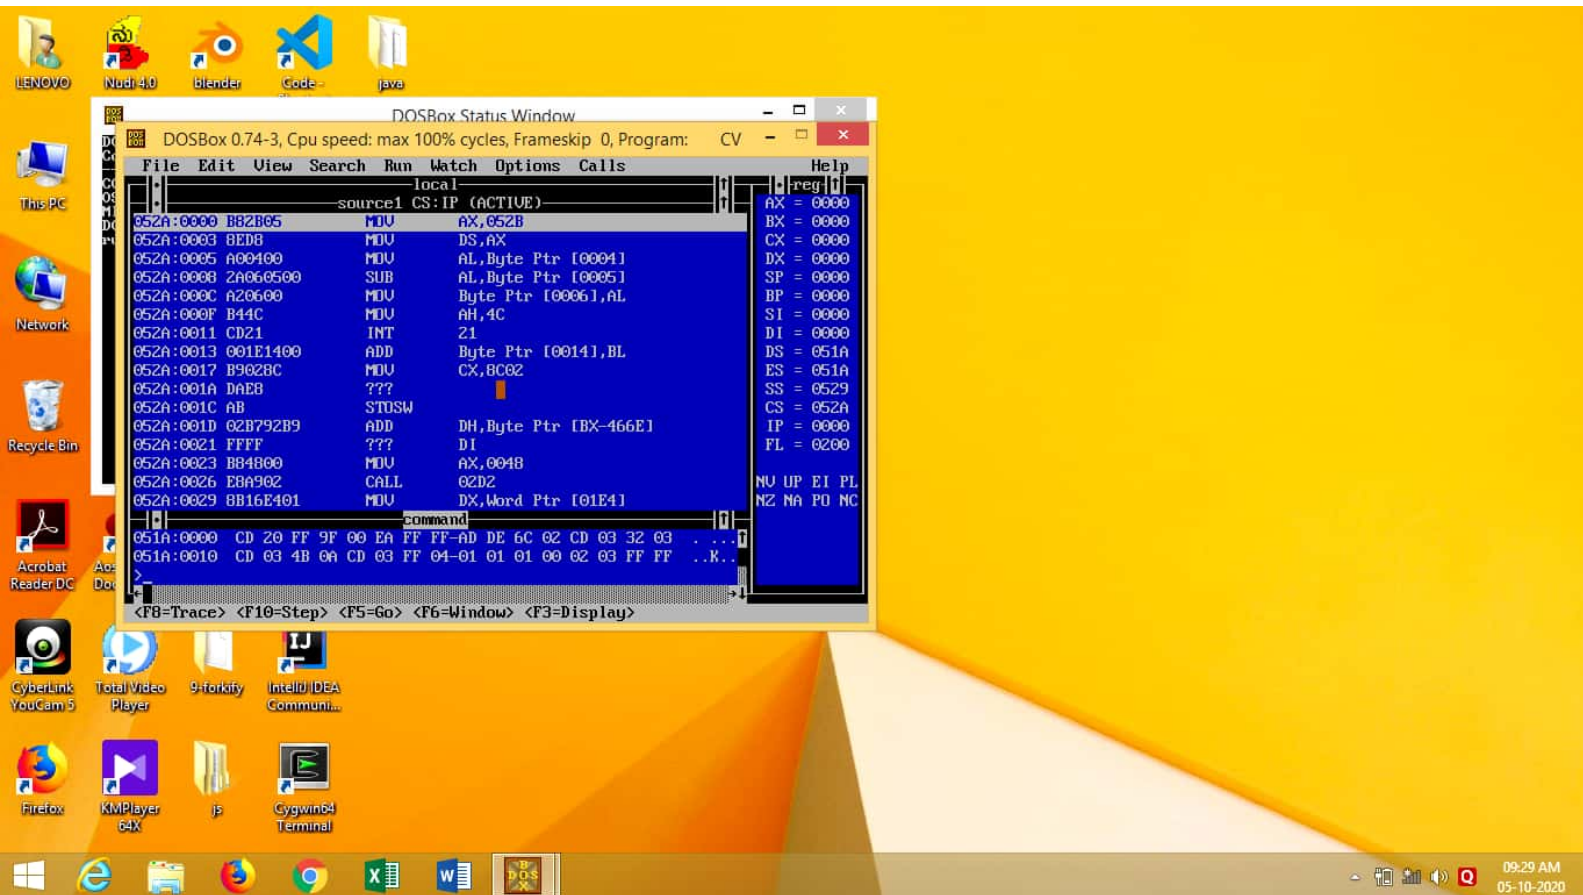 LENOVO
Nudi 4.0
blender
Code -
java
DOSBox Status Window
DOSBox 0.74-3, Cpu speed: max 100% cycles, Frameskip 0, Program: CV
File Edit View Search Run Watch Options Calls Help
local
reg
source1 CS:IP (ACTIVE)
052A:0000 B82B05 MOV AX,052B
052A:0003 8ED8 MOV DS,AX
052A:0005 A00400 MOV AL,Byte Ptr [0004]
052A:0008 2A060500 SUB AL,Byte Ptr [0005]
052A:000C A20600 MOV Byte Ptr [0006],AL
052A:000F B44C MOV AH,4C
052A:0011 CD21 INT 21
052A:0013 001E1400 ADD Byte Ptr [0014],BL
052A:0017 B9028C MOV CX,8C02
052A:001A DAE8 ???
052A:001C AB STOSW
052A:001D 02B792B9 ADD DH,Byte Ptr [BX-466E]
052A:0021 FFFF ??? DI
052A:0023 B84800 MOV AX,0048
052A:0026 E8A902 CALL 02D2
052A:0029 8B16E401 MOV DX,Word Ptr [01E4]
AX = 0000
BX = 0000
CX = 0000
DX = 0000
SP = 0000
BP = 0000
SI = 0000
DI = 0000
DS = 051A
ES = 051A
SS = 0529
CS = 052A
IP = 0000
FL = 0200
NV UP EI PL
NZ NA PO NC
command
051A:0000 CD 20 FF 9F 00 EA FF FF-AD DE 6C 02 CD 03 32 03 . ...
051A:0010 CD 03 4B 0A CD 03 FF 04-01 01 01 00 02 03 FF FF ..K..
>_
<F8=Trace> <F10=Step> <F5=Go> <F6=Window> <F3=Display>
This PC
Network
Recycle Bin
Acrobat
Reader DC
CyberLink
YouCam 5
Total Video
Player
9-forkify
IntelliJ IDEA
Communi...
Firefox
KMPlayer
64X
js
Cygwin64
Terminal
09:29 AM
05-10-2020